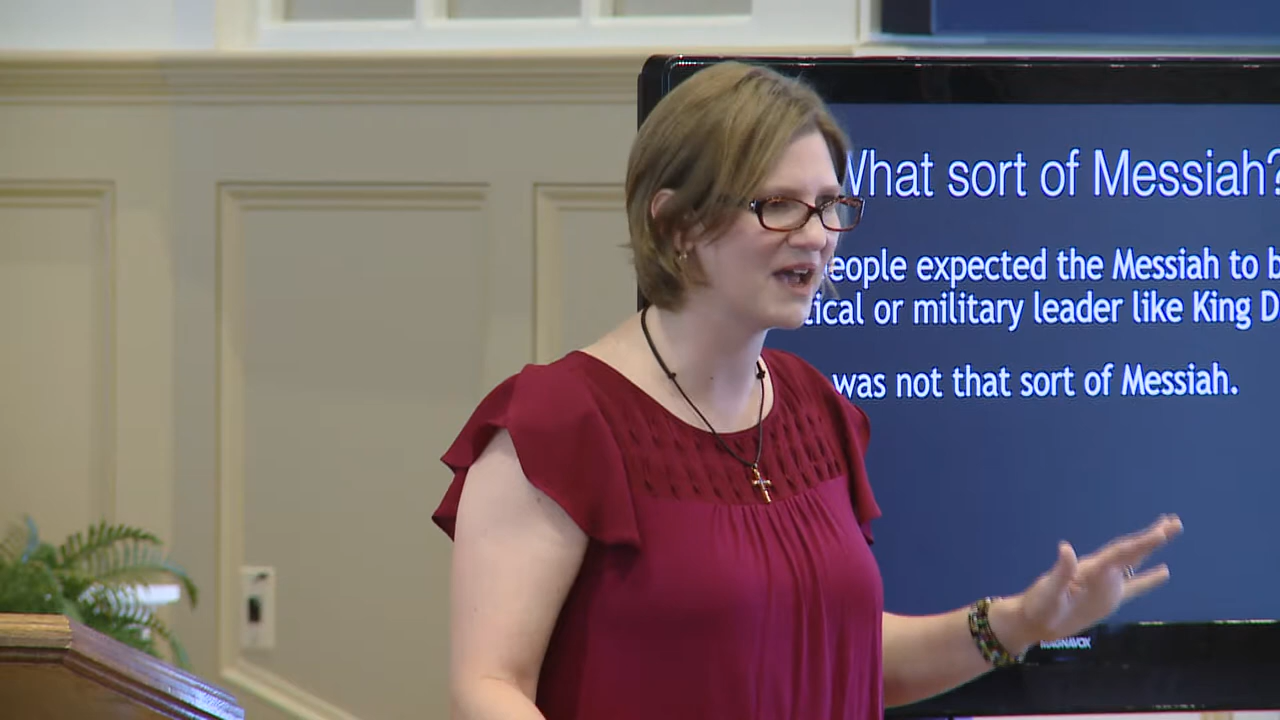 What sort of Messiah?
eople expected the Messiah to b
tical or military leader like King D
was not that sort of Messiah.
MAGNAVOX